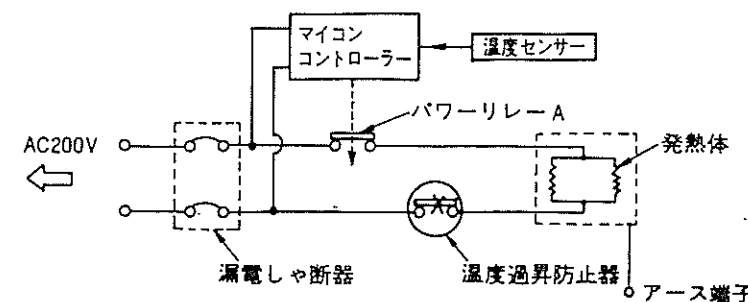 マイコン
コントローラー
温度センサー
パワーリレーA
AC200V
発熱体
漏電しゃ断器
温度過昇防止器
アース端子